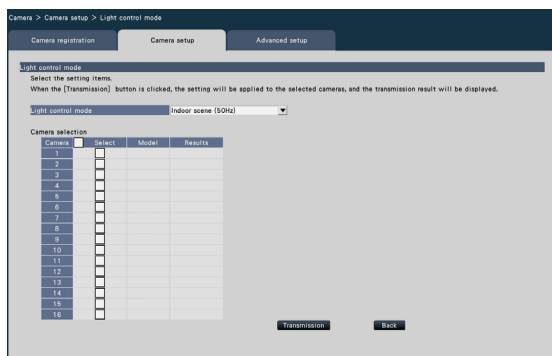 Camera > Camera setup > Light control mode
Camera registration Camera setup Advanced setup
Light control mode
Select the setting items.
When the [Transmission] button is clicked, the setting will be applied to the selected cameras, and the transmission result will be displayed.
Light control mode Indoor scene (50Hz)
Camera selection
Camera Select Model Results
1
2
3
4
5
6
7
8
9
10
11
12
13
14
15
16
Transmission Back